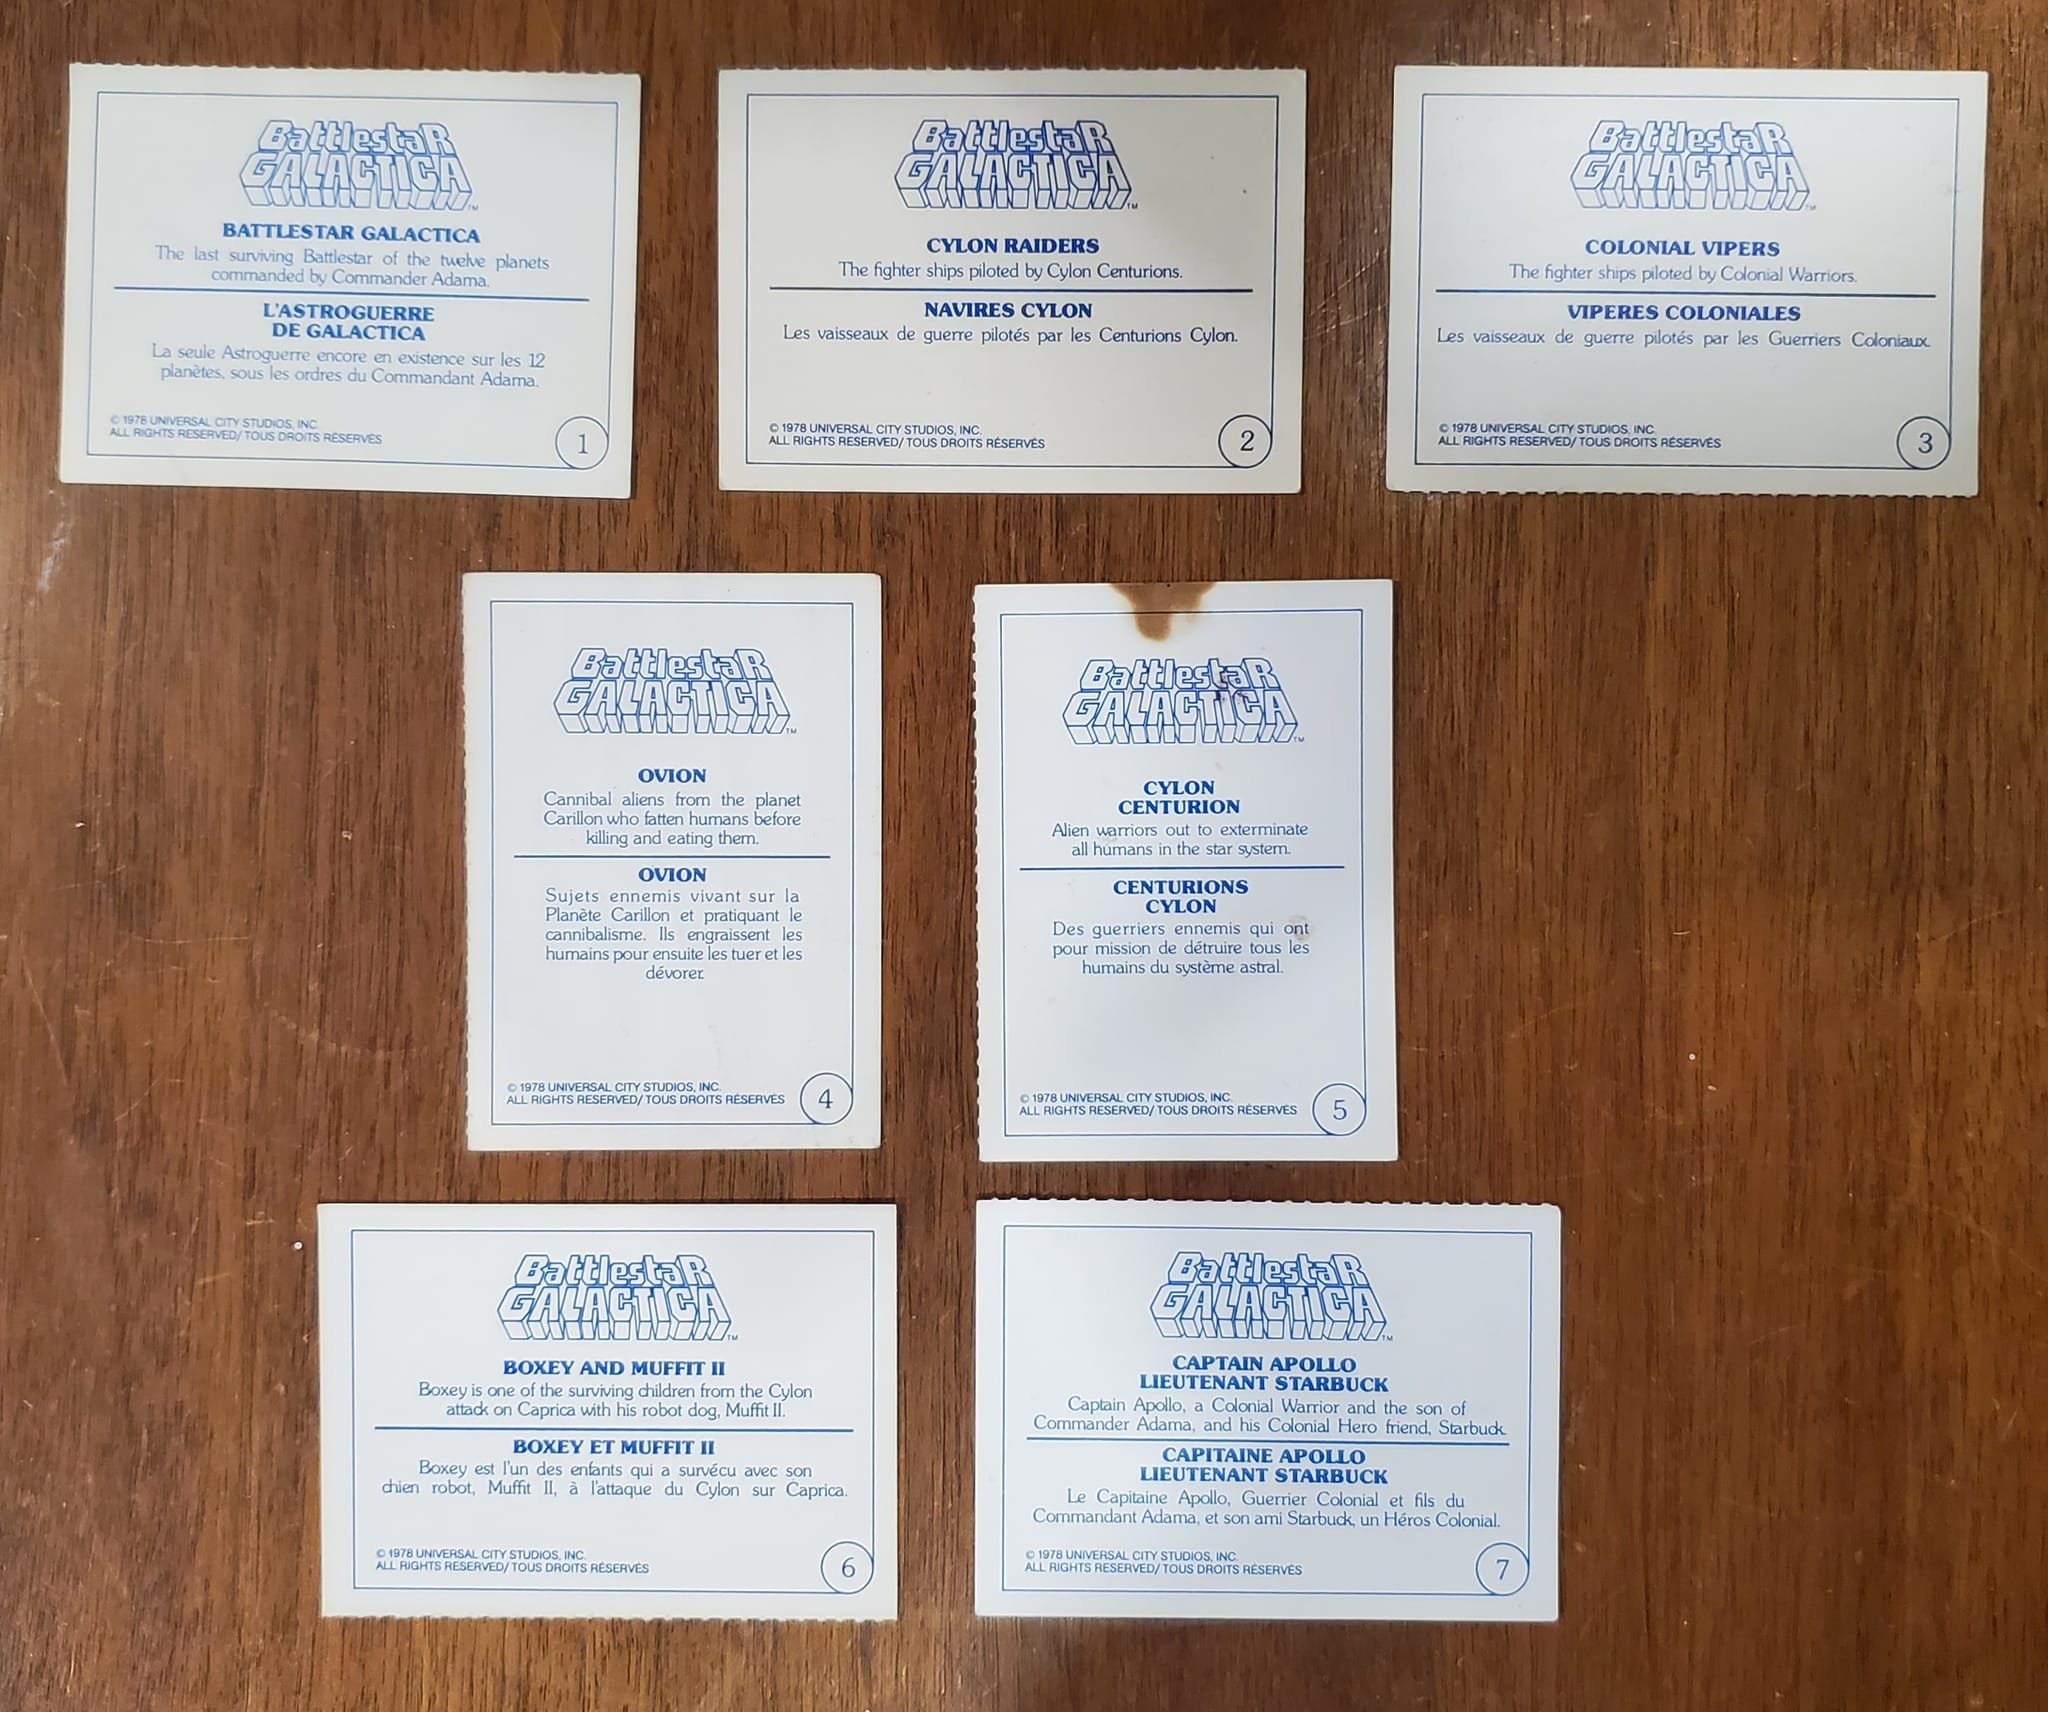 Battlestar
GALACTICA
™
BATTLESTAR GALACTICA
The last surviving Battlestar of the twelve planets
commanded by Commander Adama.
L'ASTROGUERRE
DE GALACTICA
La seule Astroguerre encore en existence sur les 12
planètes, sous les ordres du Commandant Adama.
© 1978 UNIVERSAL CITY STUDIOS, INC.
ALL RIGHTS RESERVED/TOUS DROITS RÉSERVÉS
1
Battlestar
GALACTICA
™
CYLON RAIDERS
The fighter ships piloted by Cylon Centurions.
NAVIRES CYLON
Les vaisseaux de guerre pilotés par les Centurions Cylon.
© 1978 UNIVERSAL CITY STUDIOS, INC.
ALL RIGHTS RESERVED/TOUS DROITS RÉSERVÉS
2
Battlestar
GALACTICA
™
COLONIAL VIPERS
The fighter ships piloted by Colonial Warriors.
VIPERES COLONIALES
Les vaisseaux de guerre pilotés par les Guerriers Coloniaux.
© 1978 UNIVERSAL CITY STUDIOS, INC.
ALL RIGHTS RESERVED/TOUS DROITS RÉSERVÉS
3
Battlestar
GALACTICA
™
OVION
Cannibal aliens from the planet
Carillon who fatten humans before
killing and eating them.
OVION
Sujets ennemis vivant sur la
Planète Carillon et pratiquant le
cannibalisme. Ils engraissent les
humains pour ensuite les tuer et les
dévorer.
© 1978 UNIVERSAL CITY STUDIOS, INC.
ALL RIGHTS RESERVED/TOUS DROITS RÉSERVÉS
4
Battlestar
GALACTICA
™
CYLON
CENTURION
Alien warriors out to exterminate
all humans in the star system.
CENTURIONS
CYLON
Des guerriers ennemis qui ont
pour mission de détruire tous les
humains du système astral.
© 1978 UNIVERSAL CITY STUDIOS, INC.
ALL RIGHTS RESERVED/TOUS DROITS RÉSERVÉS
5
Battlestar
GALACTICA
™
BOXEY AND MUFFIT II
Boxey is one of the surviving children from the Cylon
attack on Caprica with his robot dog, Muffit II.
BOXEY ET MUFFIT II
Boxey est l'un des enfants qui a survécu avec son
chien robot, Muffit II, à l'attaque du Cylon sur Caprica.
© 1978 UNIVERSAL CITY STUDIOS, INC.
ALL RIGHTS RESERVED/TOUS DROITS RÉSERVÉS
6
Battlestar
GALACTICA
™
CAPTAIN APOLLO
LIEUTENANT STARBUCK
Captain Apollo, a Colonial Warrior and the son of
Commander Adama, and his Colonial Hero friend, Starbuck.
CAPITAINE APOLLO
LIEUTENANT STARBUCK
Le Capitaine Apollo, Guerrier Colonial et fils du
Commandant Adama, et son ami Starbuck, un Héros Colonial.
© 1978 UNIVERSAL CITY STUDIOS, INC.
ALL RIGHTS RESERVED/TOUS DROITS RÉSERVÉS
7